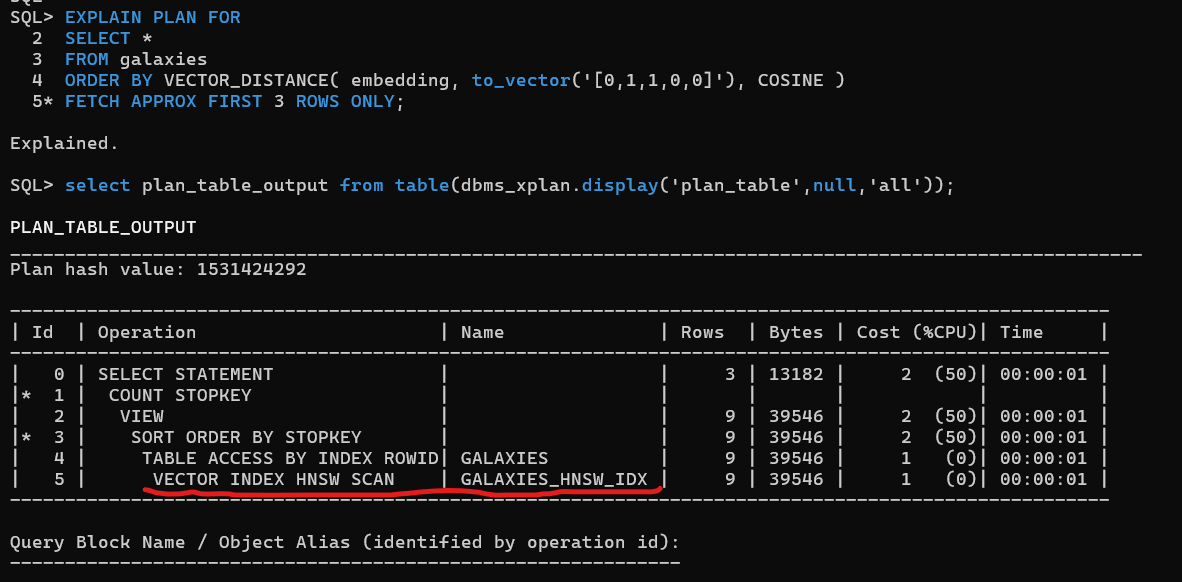 SQL> EXPLAIN PLAN FOR
  2  SELECT *
  3  FROM galaxies
  4  ORDER BY VECTOR_DISTANCE( embedding, to_vector('[0,1,1,0,0]'), COSINE )
  5* FETCH APPROX FIRST 3 ROWS ONLY;
Explained.
SQL> select plan_table_output from table(dbms_xplan.display('plan_table',null,'all'));
PLAN_TABLE_OUTPUT
Plan hash value: 1531424292
| Id  | Operation                      | Name              | Rows  | Bytes | Cost (%CPU)| Time     |
|   0 | SELECT STATEMENT               |                   |     3 | 13182 |     2  (50)| 00:00:01 |
|*  1 |  COUNT STOPKEY                 |                   |       |       |            |          |
|   2 |   VIEW                         |                   |     9 | 39546 |     2  (50)| 00:00:01 |
|*  3 |    SORT ORDER BY STOPKEY       |                   |     9 | 39546 |     2  (50)| 00:00:01 |
|   4 |     TABLE ACCESS BY INDEX ROWID| GALAXIES          |     9 | 39546 |     1   (0)| 00:00:01 |
|   5 |      VECTOR INDEX HNSW SCAN    | GALAXIES_HNSW_IDX |     9 | 39546 |     1   (0)| 00:00:01 |
Query Block Name / Object Alias (identified by operation id):